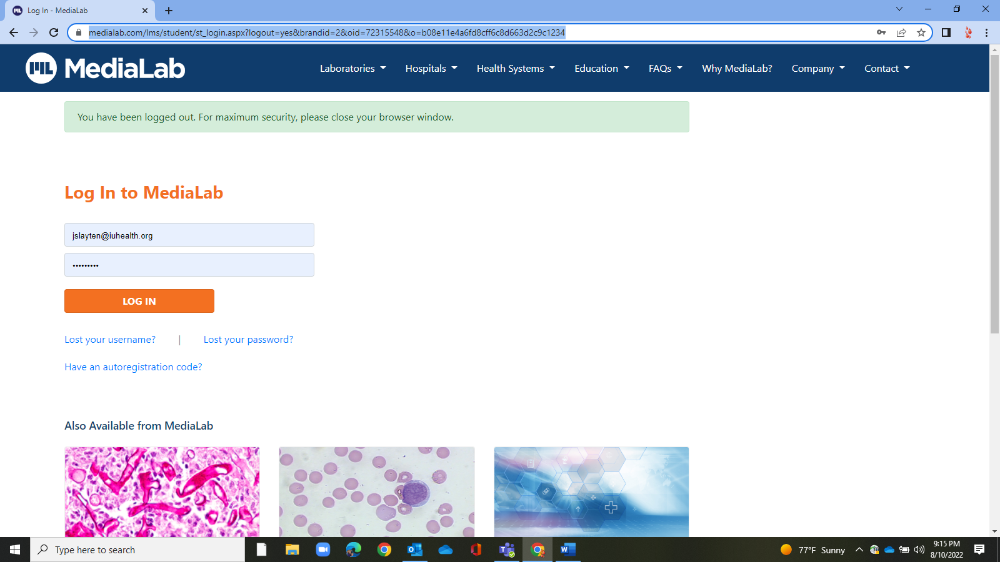 Log In - MediaLab
medialab.com/lms/student/st_login.aspx?logout=yes&brandid=2&oid=72315548&o=b08e11e4a6fd8cff6c8d663d2c9c1234
ML MediaLab
Laboratories Hospitals Health Systems Education FAQs Why MediaLab? Company Contact
You have been logged out. For maximum security, please close your browser window.
Log In to MediaLab
jslayten@iuhealth.org
•••••••••
LOG IN
Lost your username? | Lost your password?
Have an autoregistration code?
Also Available from MediaLab
Type here to search
77°F Sunny
9:15 PM
8/10/2022